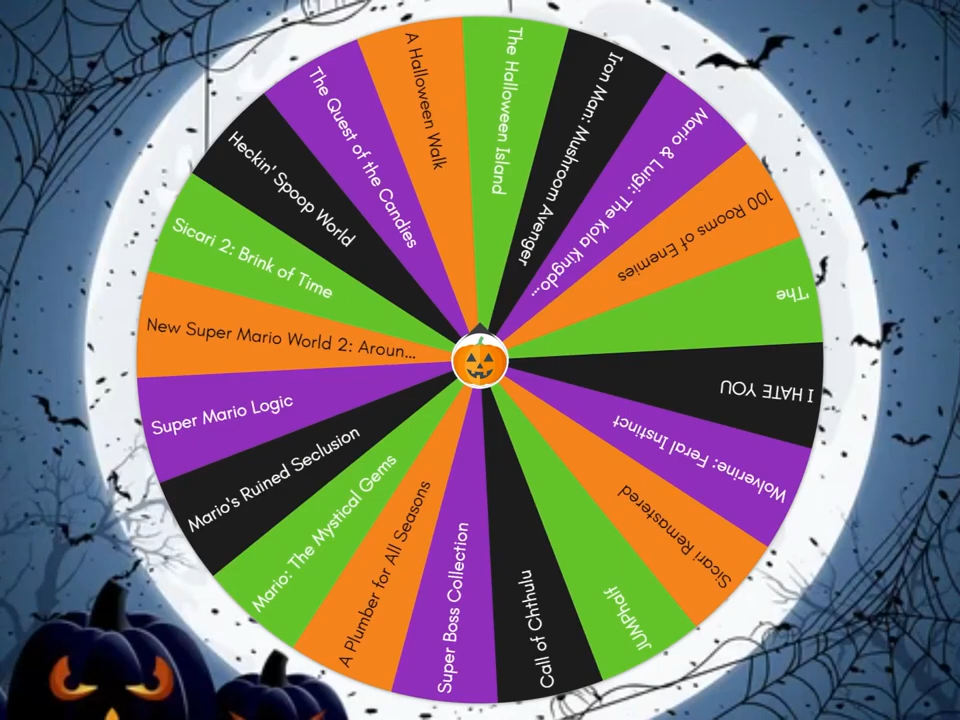 The Halloween Island
Iron Man: Mushroom Avenger
Mario & Luigi: The Kola Kingdo...
100 Rooms of Enemies
The
I HATE YOU
Wolverine: Feral Instinct
Sicari Remastered
JUMPhalf
Call of Chthulu
Super Boss Collection
A Plumber for All Seasons
Mario: The Mystical Gems
Mario's Ruined Seclusion
Super Mario Logic
New Super Mario World 2: Aroun...
Sicari 2: Brink of Time
Heckin' Spoop World
The Quest of the Candies
A Halloween Walk